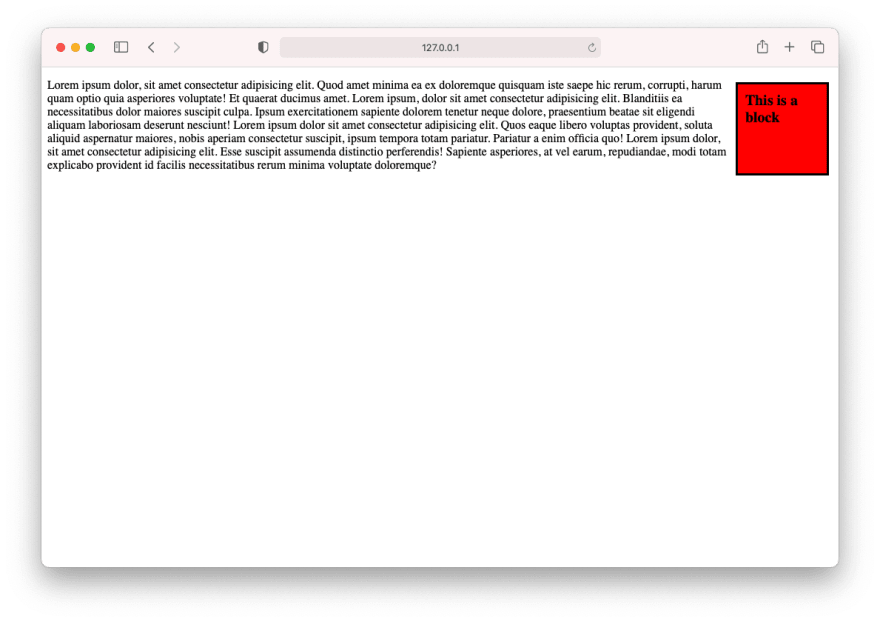 127.0.0.1
Lorem ipsum dolor, sit amet consectetur adipisicing elit. Quod amet minima ea ex doloremque quisquam iste saepe hic rerum, corrupti, harum
quam optio quia asperiores voluptate! Et quaerat ducimus amet. Lorem ipsum, dolor sit amet consectetur adipisicing elit. Blanditiis ea
necessitatibus dolor maiores suscipit culpa. Ipsum exercitationem sapiente dolorem tenetur neque dolore, praesentium beatae sit eligendi
aliquam laboriosam deserunt nesciunt! Lorem ipsum dolor sit amet consectetur adipisicing elit. Quos eaque libero voluptas provident, soluta
aliquid aspernatur maiores, nobis aperiam consectetur suscipit, ipsum tempora totam pariatur. Pariatur a enim officia quo! Lorem ipsum dolor,
sit amet consectetur adipisicing elit. Esse suscipit assumenda distinctio perferendis! Sapiente asperiores, at vel earum, repudiandae, modi totam
explicabo provident id facilis necessitatibus rerum minima voluptate doloremque?
This is a
block